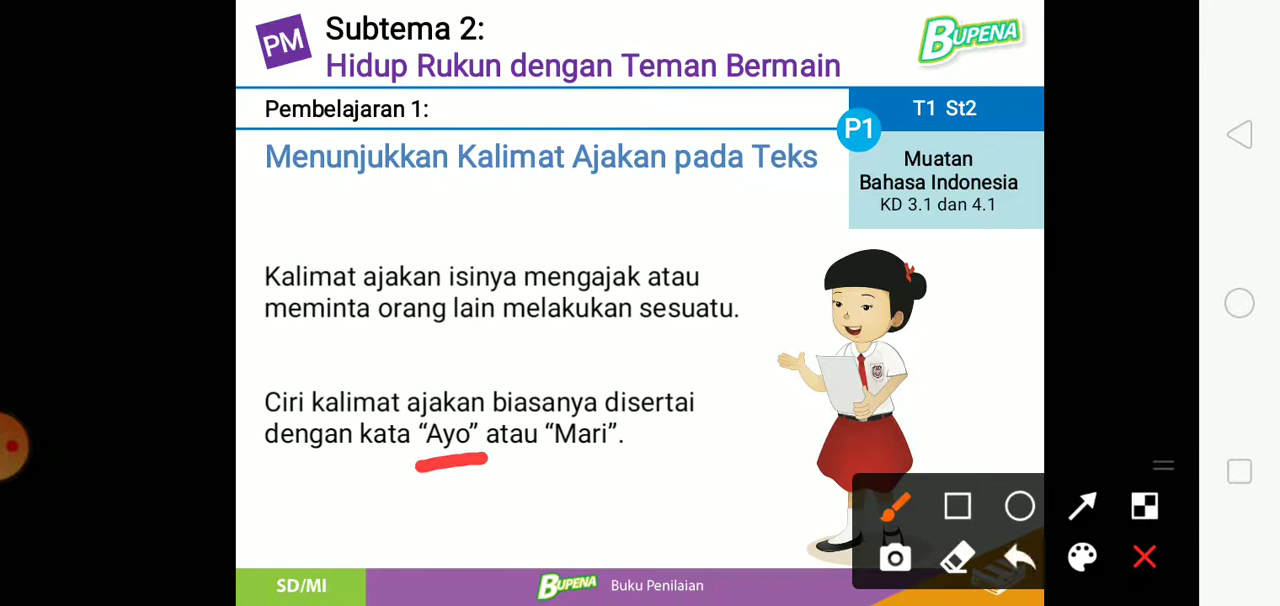 PM
Subtema 2:
Hidup Rukun dengan Teman Bermain
BUPENA
Pembelajaran 1:
P1
T1 St2
Menunjukkan Kalimat Ajakan pada Teks
Muatan
Bahasa Indonesia
KD 3.1 dan 4.1
Kalimat ajakan isinya mengajak atau
meminta orang lain melakukan sesuatu.
Ciri kalimat ajakan biasanya disertai
dengan kata “Ayo” atau “Mari”.
SD/MI
BUPENA
Buku Penilaian